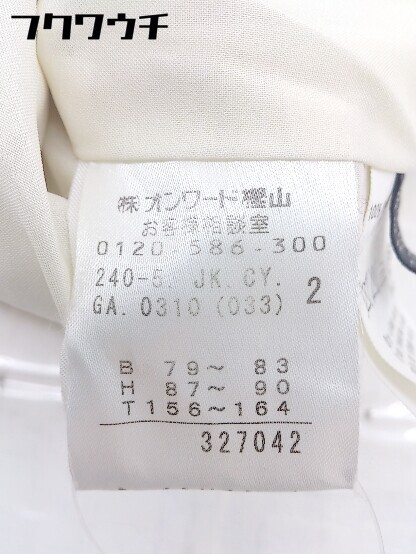 フクワウチ
㈱オンワード樫山
お客様相談室
0120 586-300
240-5. JK. CY.
GA. 0310 (033) 2
B 79～ 83
H 87～ 90
T 156～164
327042